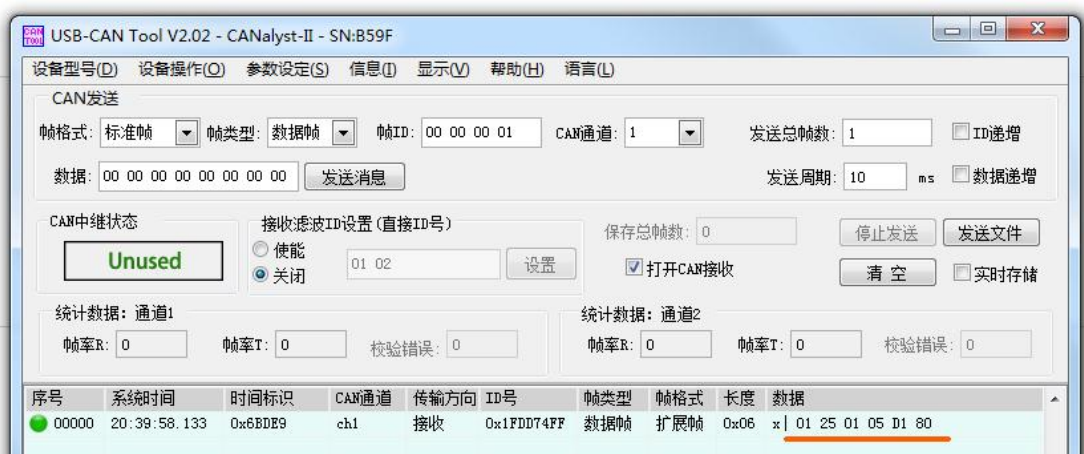 CAN TOOL USB-CAN Tool V2.02 - CANalyst-II - SN:B59F
设备型号(D) 设备操作(O) 参数设定(S) 信息(I) 显示(V) 帮助(H) 语言(L)
CAN发送
帧格式: 标准帧 帧类型: 数据帧 帧ID: 00 00 00 01 CAN通道: 1 发送总帧数: 1 ID递增
数据: 00 00 00 00 00 00 00 00 发送消息 发送周期: 10 ms 数据递增
CAN中继状态 接收滤波ID设置(直接ID号)
Unused
使能
关闭
01 02 设置
保存总帧数: 0 停止发送 发送文件
打开CAN接收 清 空 实时存储
统计数据: 通道1
帧率R: 0 帧率T: 0 校验错误: 0
统计数据: 通道2
帧率R: 0 帧率T: 0 校验错误: 0
序号 系统时间 时间标识 CAN通道 传输方向 ID号 帧类型 帧格式 长度 数据
00000 20:39:58.133 0x6BDE9 ch1 接收 0x1FDD74FF 数据帧 扩展帧 0x06 x| 01 25 01 05 D1 80